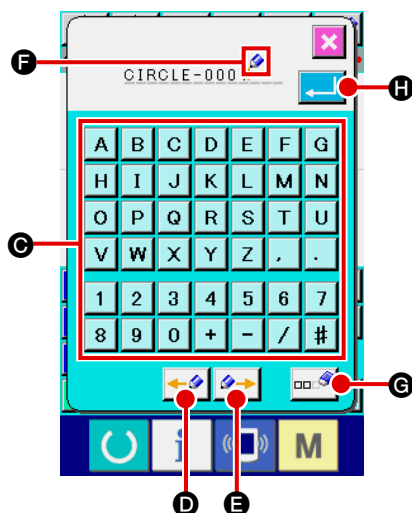 F
CIRCLE-000
H
A B C D E F G
H I J K L M N
O P Q R S T U
C
V W X Y Z , .
1 2 3 4 5 6 7
8 9 0 + - / #
G
i M
D E